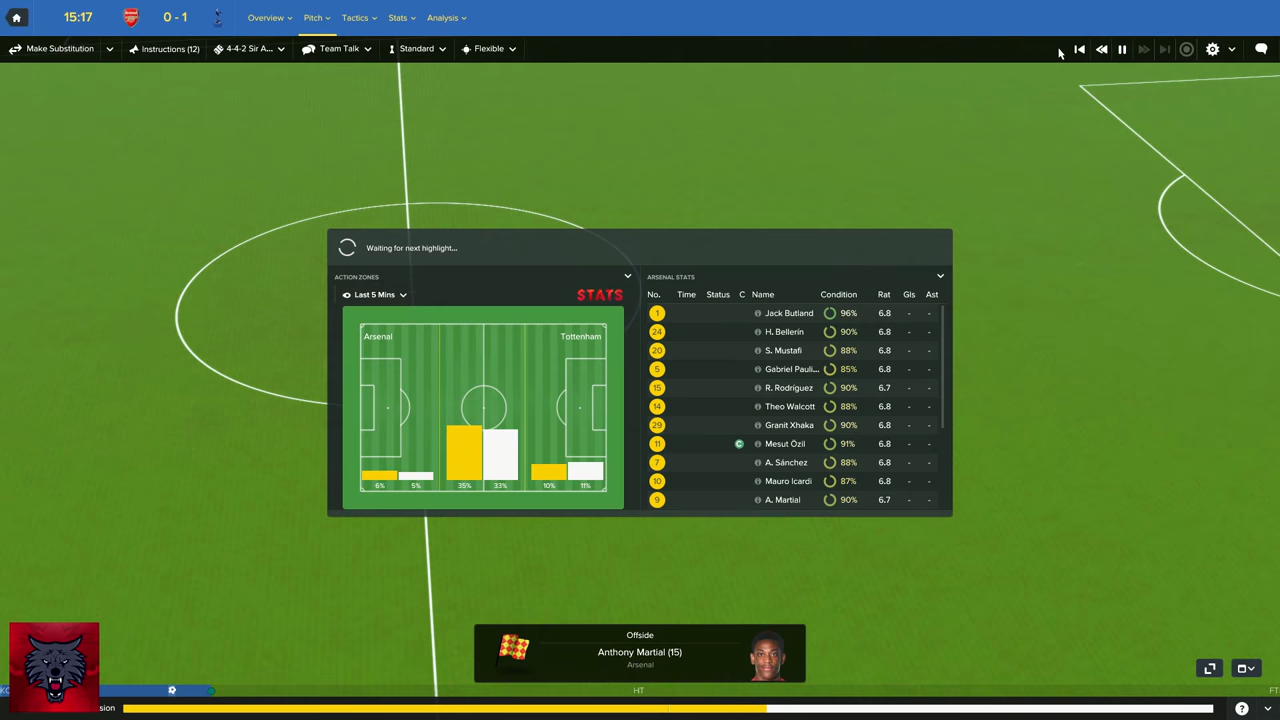 15:17 0 - 1 Overview Pitch Tactics Stats Analysis
Make Substitution Instructions (12) 4-4-2 Sir A... Team Talk Standard Flexible
Waiting for next highlight...
ACTION ZONES
Last 5 Mins
STATS
Arsenal Tottenham
6% 5% 35% 33% 10% 11%
ARSENAL STATS
No. Time Status C Name Condition Rat Gls Ast
1 Jack Butland 96% 6.8 - -
24 H. Bellerín 90% 6.8 - -
20 S. Mustafi 88% 6.8 - -
5 Gabriel Pauli... 85% 6.8 - -
15 R. Rodríguez 90% 6.7 - -
14 Theo Walcott 88% 6.8 - -
29 Granit Xhaka 90% 6.8 - -
11 C Mesut Özil 91% 6.8 - -
7 A. Sánchez 88% 6.8 - -
10 Mauro Icardi 87% 6.8 - -
9 A. Martial 90% 6.7 - -
Offside
Anthony Martial (15)
Arsenal
HT FT
sion